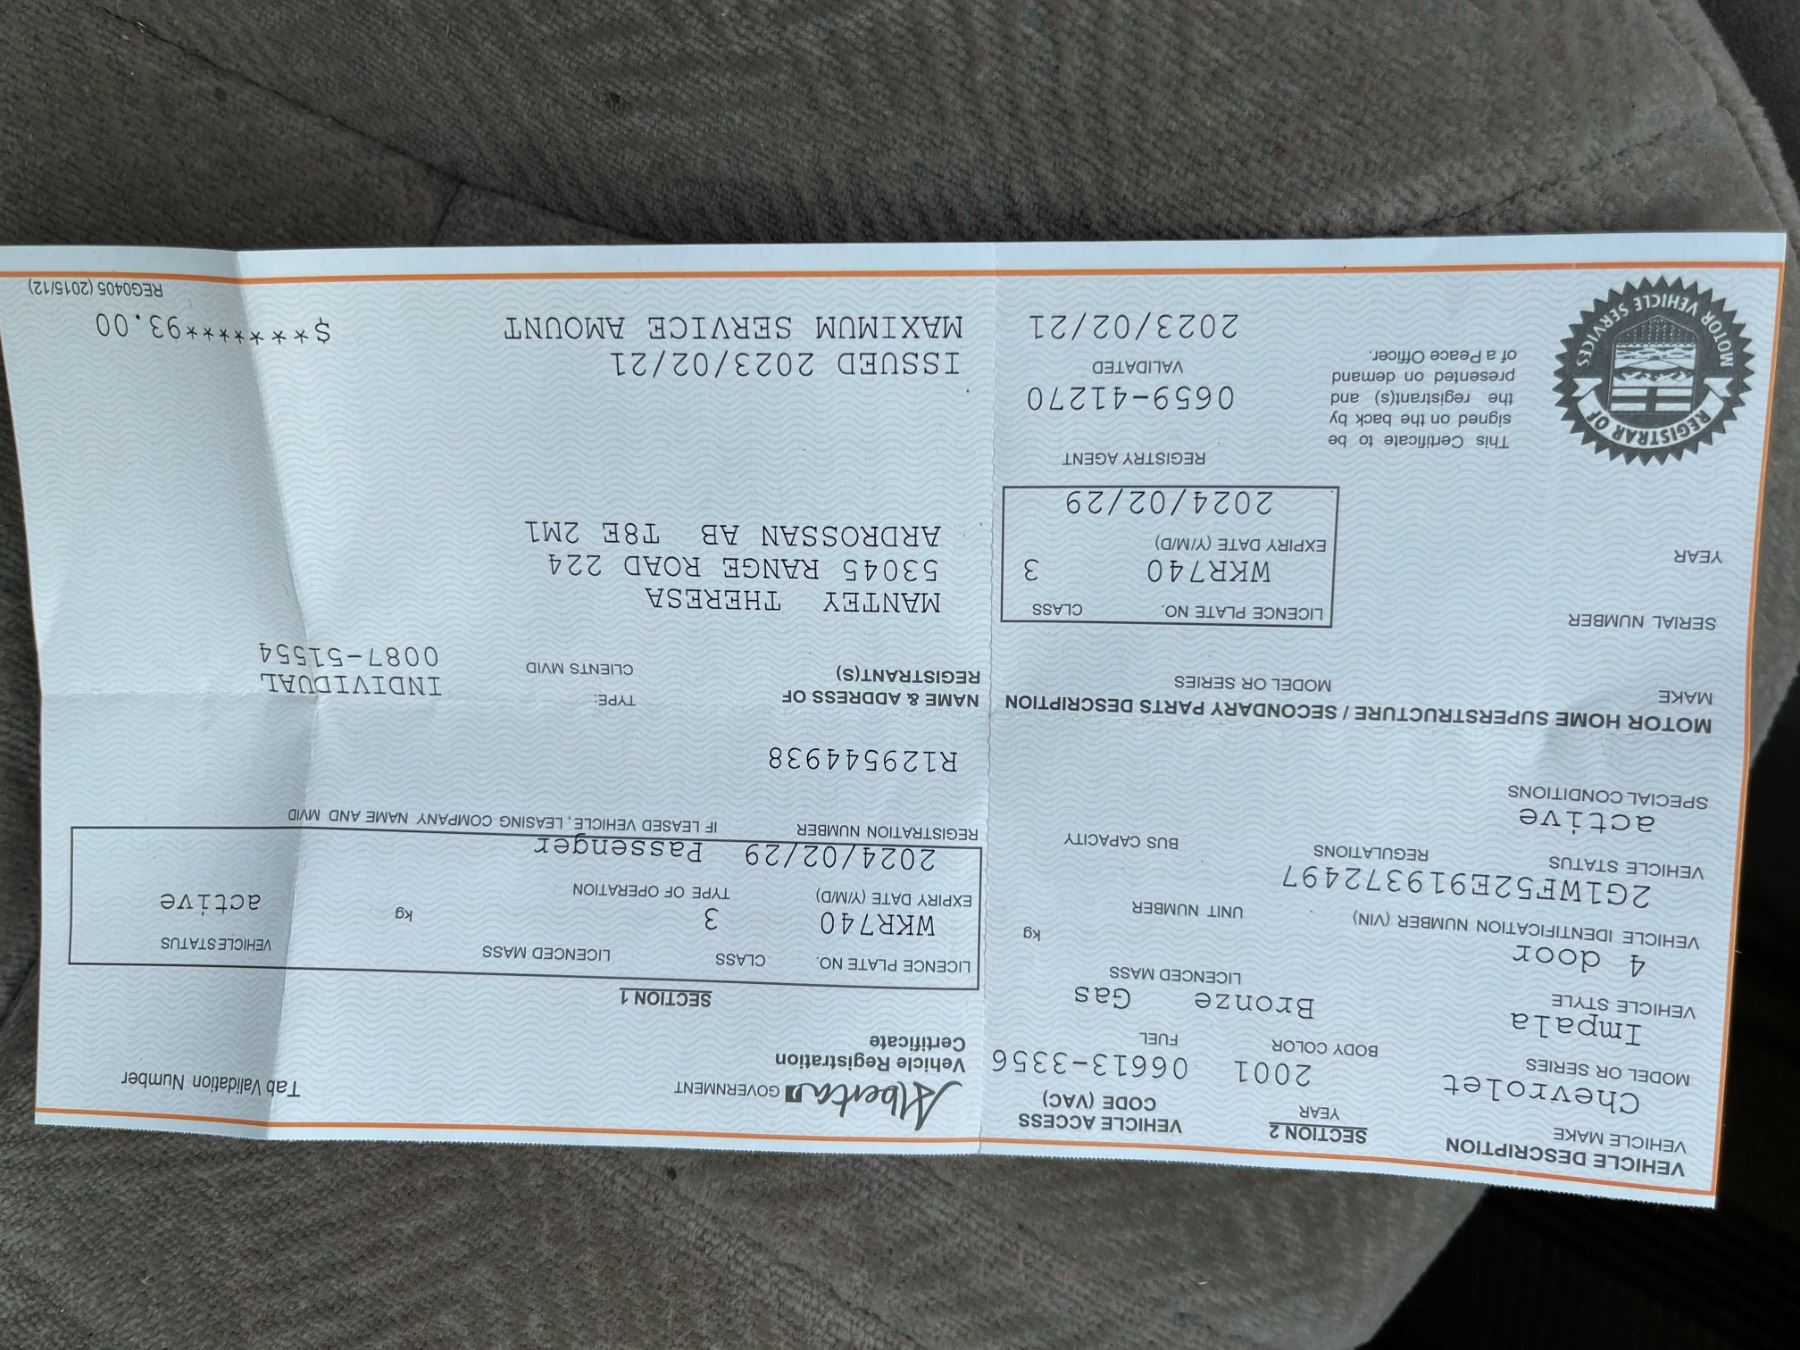 Alberta GOVERNMENT
Vehicle Registration
Certificate
Tab Validation Number
SECTION 1
LICENCE PLATE NO. CLASS LICENCED MASS VEHICLESTATUS
WKR740 3 kg active
EXPIRY DATE (Y/M/D) TYPE OF OPERATION
2024/02/29 Passenger
REGISTRATION NUMBER IF LEASED VEHICLE, LEASING COMPANY NAME AND MVID
R129544938
NAME & ADDRESS OF
REGISTRANT(S)
TYPE: INDIVIDUAL
CLIENTS MVID 0087-51554
MANTEY THERESA
53045 RANGE ROAD 224
ARDROSSAN AB T8E 2M1
ISSUED 2023/02/21
MAXIMUM SERVICE AMOUNT $********93.00
REG0405 (2015/12)
VEHICLE DESCRIPTION SECTION 2 VEHICLE ACCESS
CODE (VAC)
VEHICLE MAKE YEAR
Chevrolet 2001 06613-3356
MODEL OR SERIES BODY COLOR FUEL
Impala Bronze Gas
VEHICLE STYLE LICENCED MASS
4 door kg
VEHICLE IDENTIFICATION NUMBER (VIN) UNIT NUMBER
2G1WF52E919372497
VEHICLE STATUS REGULATIONS BUS CAPACITY
active
SPECIAL CONDITIONS
MOTOR HOME SUPERSTRUCTURE / SECONDARY PARTS DESCRIPTION
MAKE MODEL OR SERIES
SERIAL NUMBER
YEAR
LICENCE PLATE NO. CLASS
WKR740 3
EXPIRY DATE (Y/M/D)
2024/02/29
REGISTRY AGENT
0659-41270
VALIDATED
2023/02/21
This Certificate to be
signed on the back by
the registrant(s) and
presented on demand
of a Peace Officer.
REGISTRAR OF
MOTOR VEHICLE SERVICES